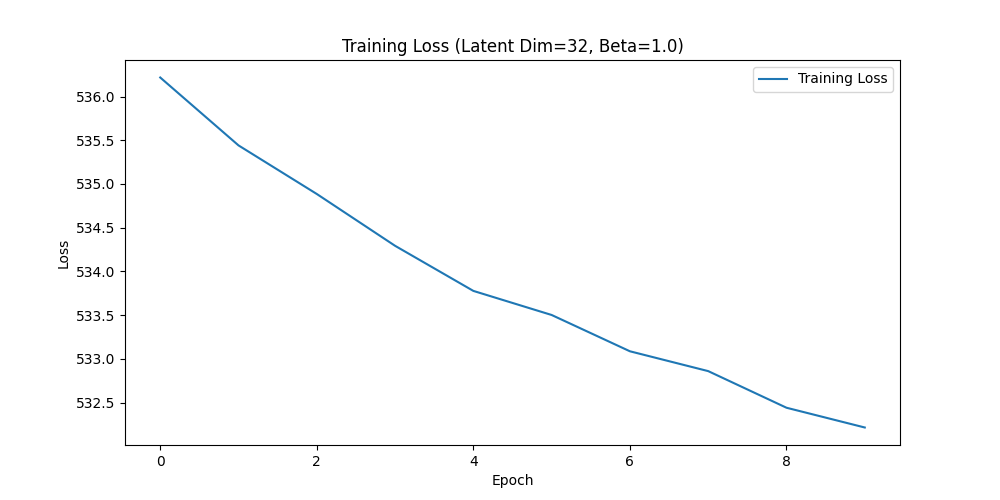 Training Loss (Latent Dim=32, Beta=1.0)
Training Loss
536.0
535.5
535.0
534.5
534.0
533.5
533.0
532.5
Loss
0 2 4 6 8
Epoch